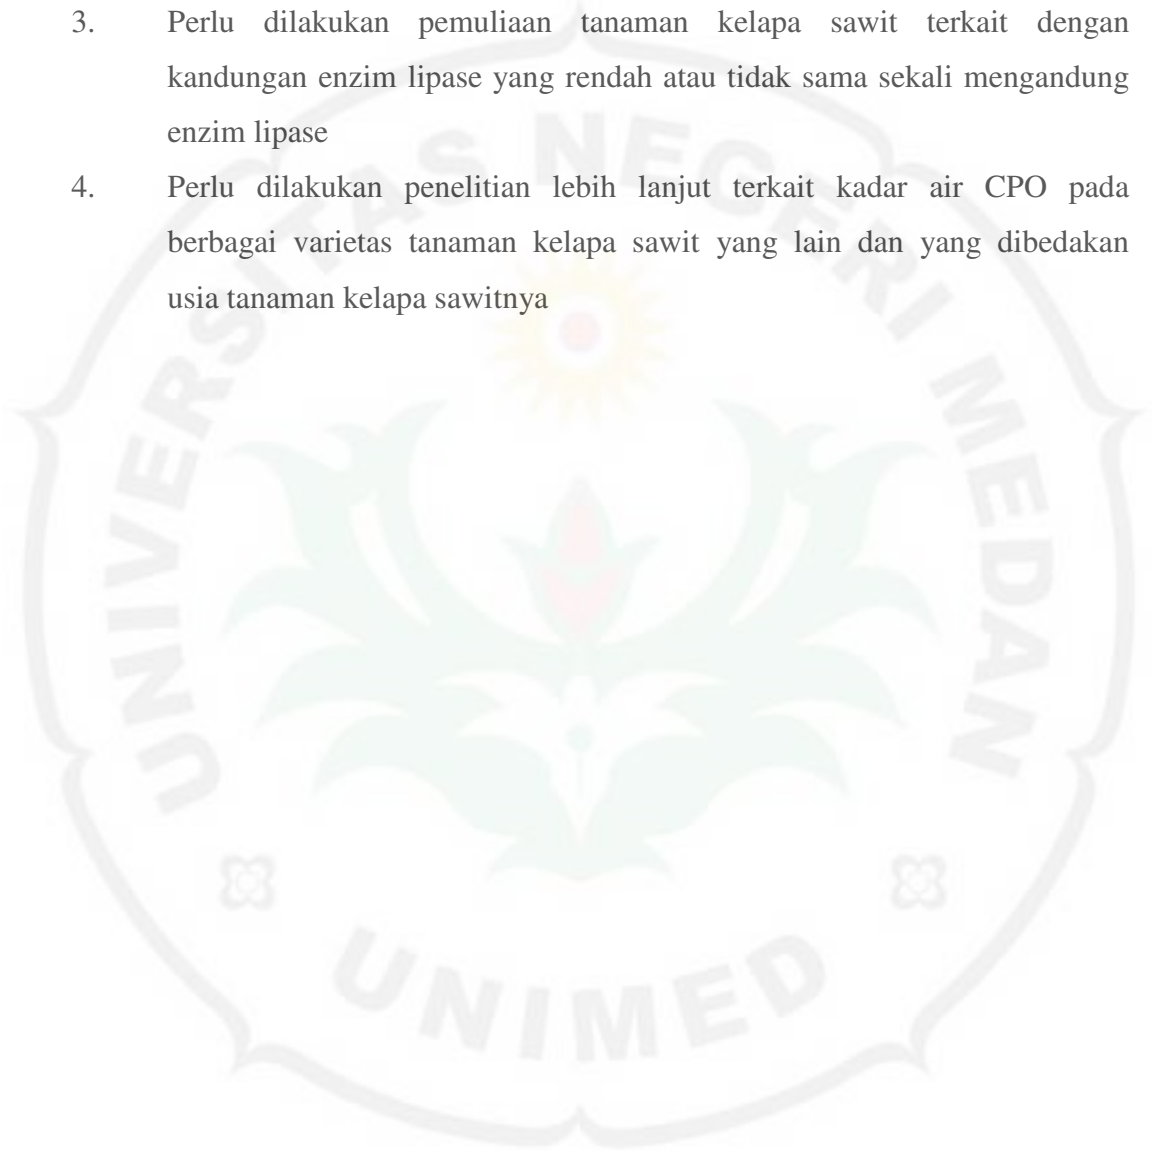 3. Perlu dilakukan pemuliaan tanaman kelapa sawit terkait dengan
kandungan enzim lipase yang rendah atau tidak sama sekali mengandung
enzim lipase
4. Perlu dilakukan penelitian lebih lanjut terkait kadar air CPO pada
berbagai varietas tanaman kelapa sawit yang lain dan yang dibedakan
usia tanaman kelapa sawitnya
UNIVERSITAS NEGERI MEDAN
UNIMED